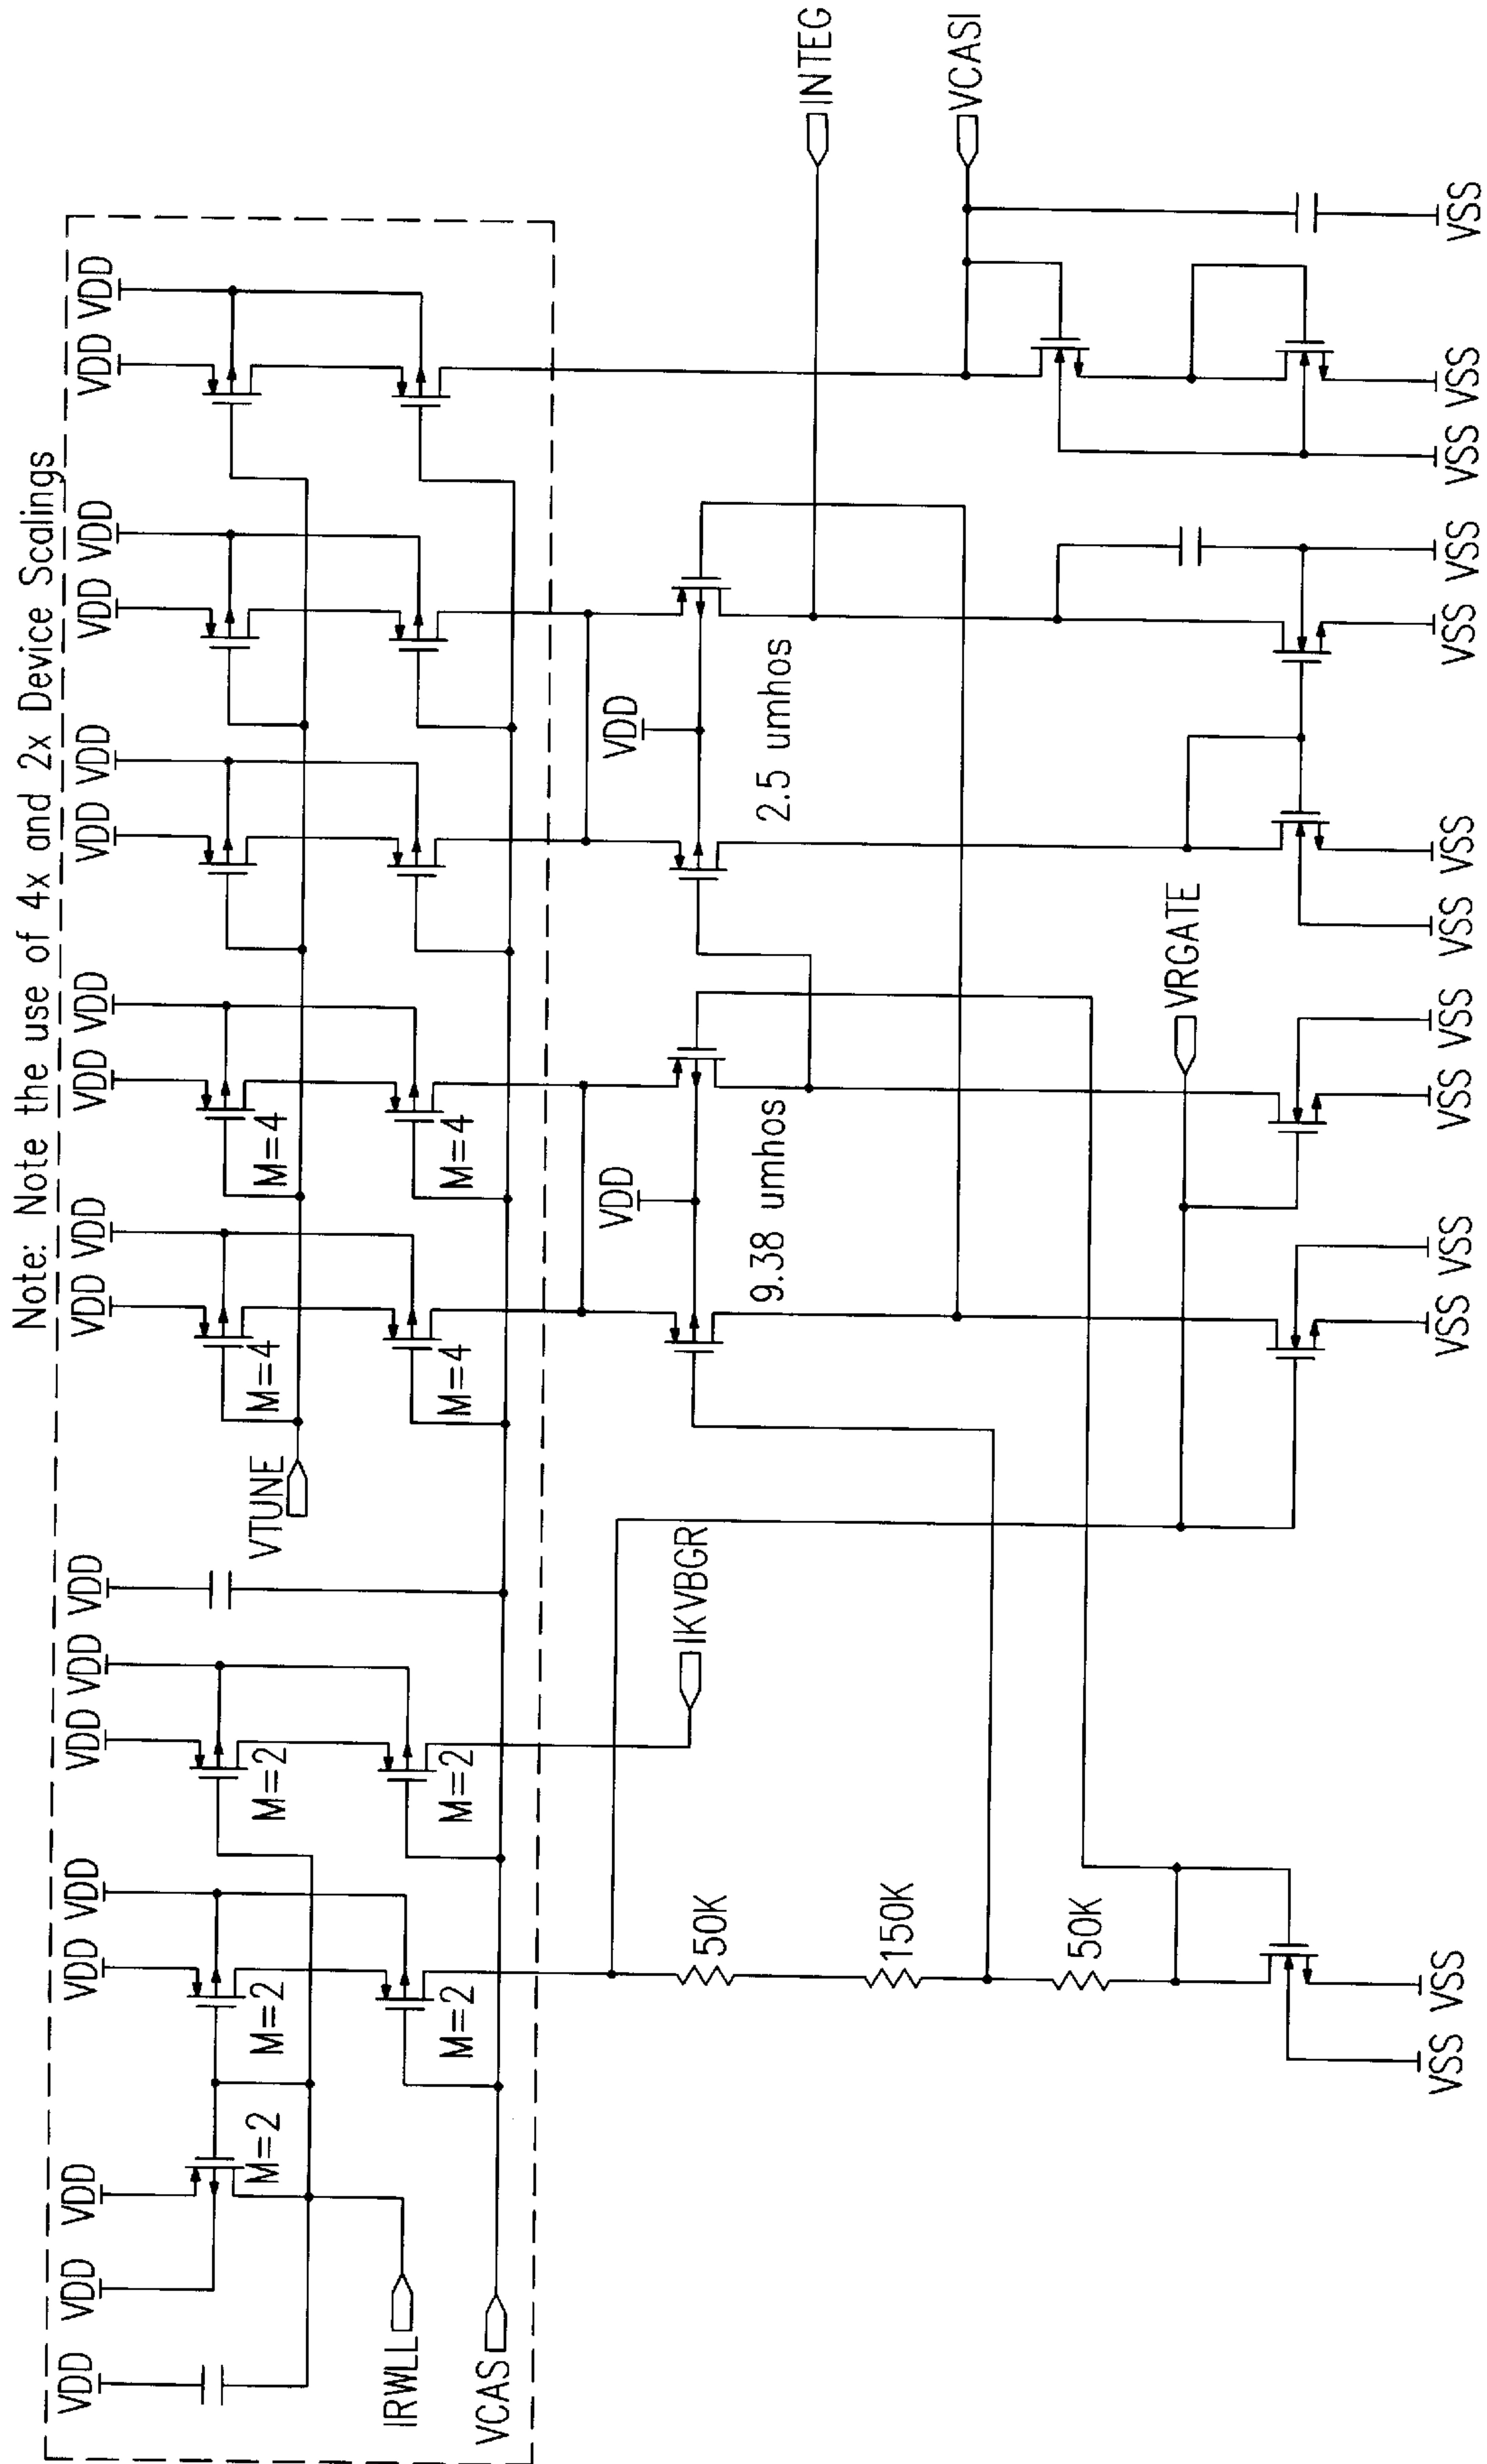 Note: Note the use of 4x and 2x Device Scalings
VDD VDD VDD VDD VDD VDD VDD VDD VDD VDD VDD VDD VDD VDD VDD VDD VDD VDD
M=2 M=2 M=2 M=4 M=4
VTUNE
M=2 M=2 M=4 M=4
IRWLL
VCAS
VDD VDD
IKVBGR
50K
9.38 umhos
2.5 umhos
INTEG
150K
VCASI
50K
VRGATE
VSS VSS VSS VSS VSS VSS VSS VSS VSS VSS VSS VSS VSS